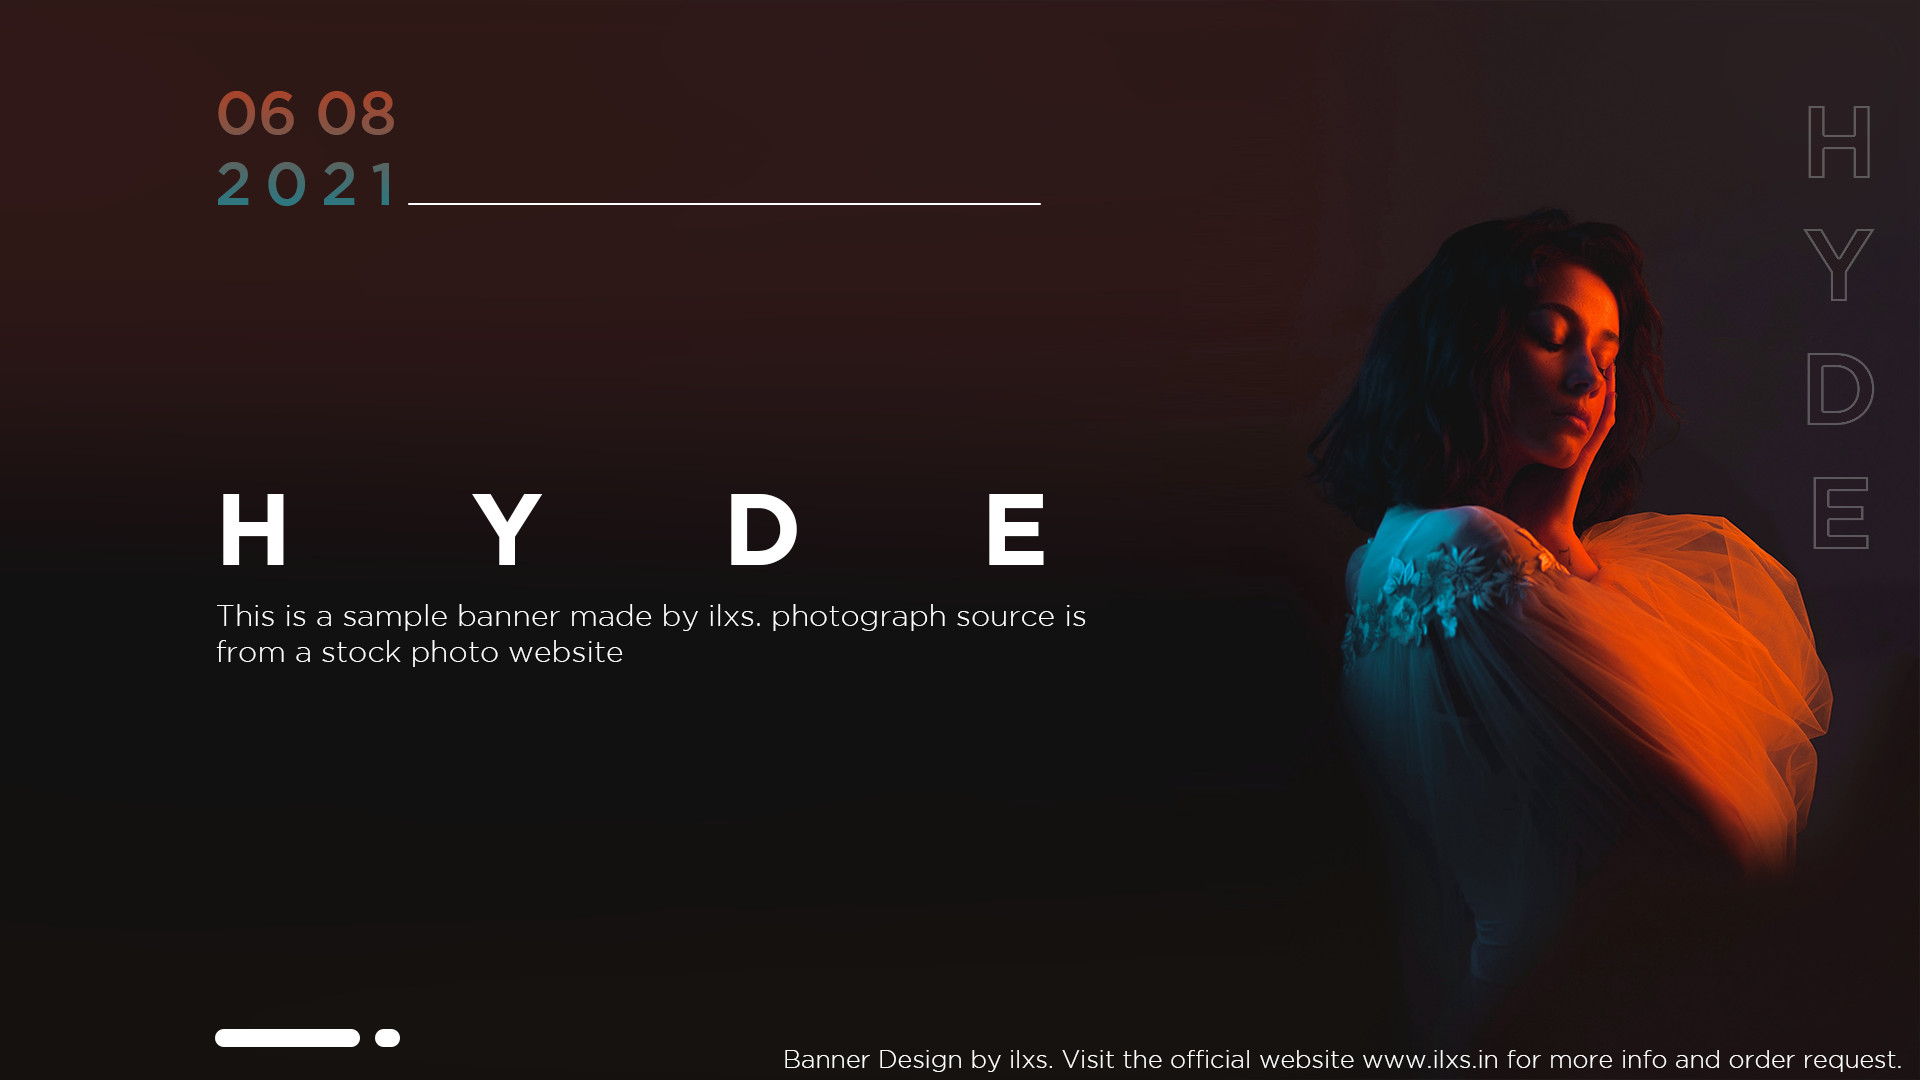 06 08
2021
HYDE
This is a sample banner made by ilxs. photograph source is
from a stock photo website
HYDE
Banner Design by ilxs. Visit the official website www.ilxs.in for more info and order request.